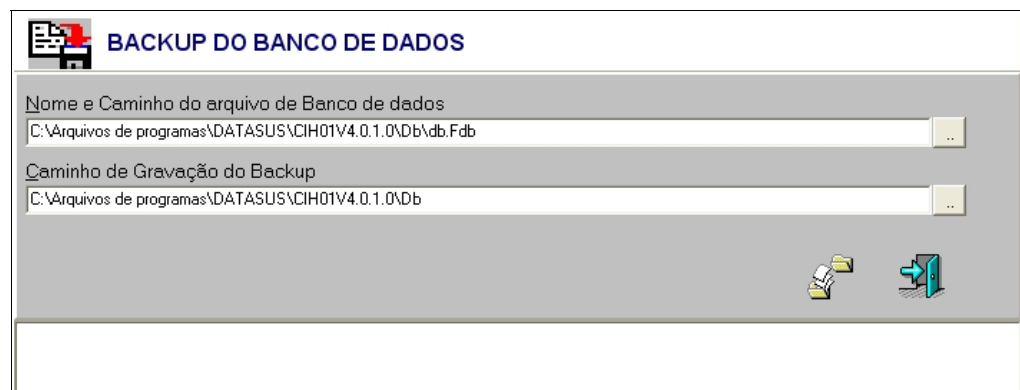 BACKUP DO BANCO DE DADOS
Nome e Caminho do arquivo de Banco de dados
C:\Arquivos de programas\DATASUS\CIH01V4.0.1.0\Db\db.Fdb
..
Caminho de Gravação do Backup
C:\Arquivos de programas\DATASUS\CIH01V4.0.1.0\Db
..